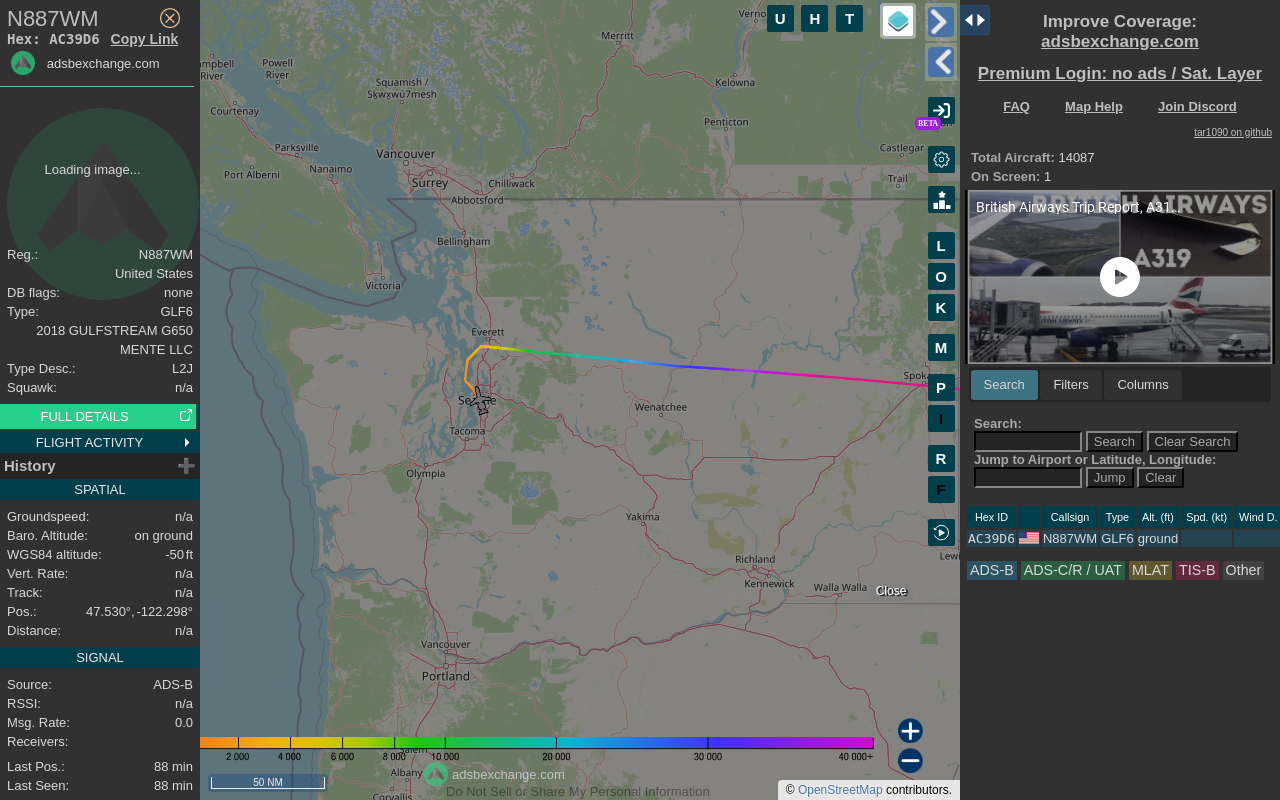 N887WM
Hex: AC39D6 Copy Link
adsbexchange.com
Loading image...
Reg.: N887WM
United States
DB flags: none
Type: GLF6
2018 GULFSTREAM G650
MENTE LLC
Type Desc.: L2J
Squawk: n/a
FULL DETAILS
FLIGHT ACTIVITY
History
SPATIAL
Groundspeed: n/a
Baro. Altitude: on ground
WGS84 altitude: -50 ft
Vert. Rate: n/a
Track: n/a
Pos.: 47.530°, -122.298°
Distance: n/a
SIGNAL
Source: ADS-B
RSSI: n/a
Msg. Rate: 0.0
Receivers:
Last Pos.: 88 min
Last Seen: 88 min
U H T
Merritt
Powell
River
River
Squamish /
Sḵwx̱wú7mesh
Kelowna
Courtenay
Penticton
Parksville
Nanaimo
Vancouver
Port Alberni
Surrey
Chilliwack
Abbotsford
Castlegar
Trail
Bellingham
Victoria
Everett
Wenatchee
Tacoma
Olympia
Yakima
Richland
Kennewick
Walla Walla
Vancouver
Portland
Albany
Corvallis
BETA
L
O
K
M
P
I
R
F
Close
2 000 4 000 6 000 8 000 10 000 20 000 30 000 40 000+
50 NM
adsbexchange.com
Do Not Sell or Share My Personal Information
© OpenStreetMap contributors.
Improve Coverage:
adsbexchange.com
Premium Login: no ads / Sat. Layer
FAQ Map Help Join Discord
tar1090 on github
Total Aircraft: 14087
On Screen: 1
British Airways Trip Report, A31...
BRITISH AIRWAYS
A319
Search Filters Columns
Search:
Search Clear Search
Jump to Airport or Latitude, Longitude:
Jump Clear
Hex ID Callsign Type Alt. (ft) Spd. (kt) Wind D.
AC39D6 N887WM GLF6 ground
ADS-B ADS-C/R / UAT MLAT TIS-B Other